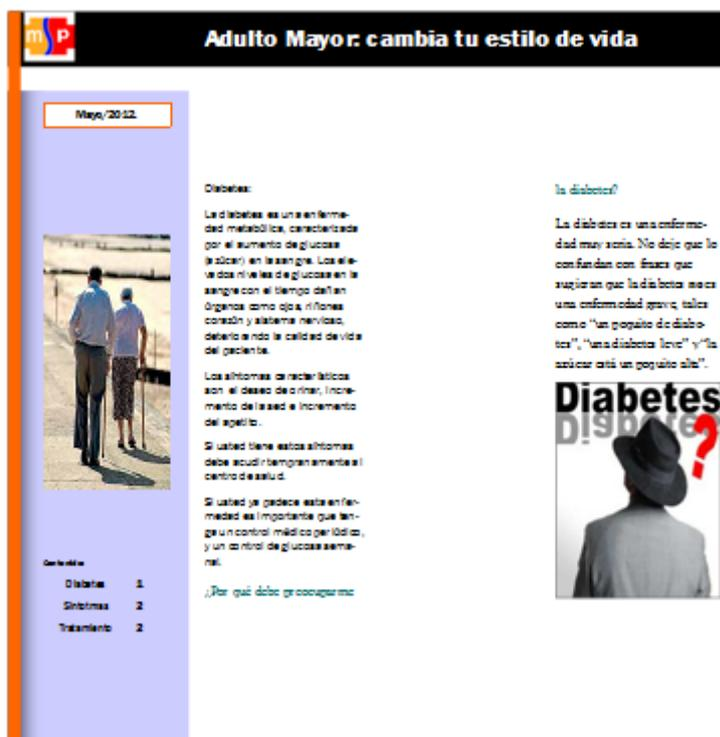 mSP
Adulto Mayor: cambia tu estilo de vida
Mayo/2012.
Contenido
Diabetes 1
Sintotmas 2
Tratamiento 2
Diabetes:
La diabetes es una enferme-
dad metabólica, caracterizada
por el aumento de glucosa
(azúcar) en la sangre. Los ele-
vados niveles de glucosa en la
sangre con el tiempo dañan
órganos como ojos, riñones
corazón y sistema nervioso,
deteriorando la calidad de vida
del paciente.
Los síntomas característicos
son el deseo de orinar, incre-
mento de la sed e incremento
del apetito.
Si usted tiene estos síntomas
debe acudir tempranamente al
centro de salud.
Si usted ya padece esta enfer-
medad es importante que ten-
ga un control médico periódico,
y un control de glucosa sema-
nal.
¿Por qué debe preocuparme
la diabetes?
La diabetes es una enferme-
dad muy seria. No deje que lo
confundan con frases que
sugieran que la diabetes no es
una enfermedad grave, tales
como “un poquito de diabe-
tes”, “una diabetes leve” y “la
azúcar está un poquito alta”.
Diabetes
?